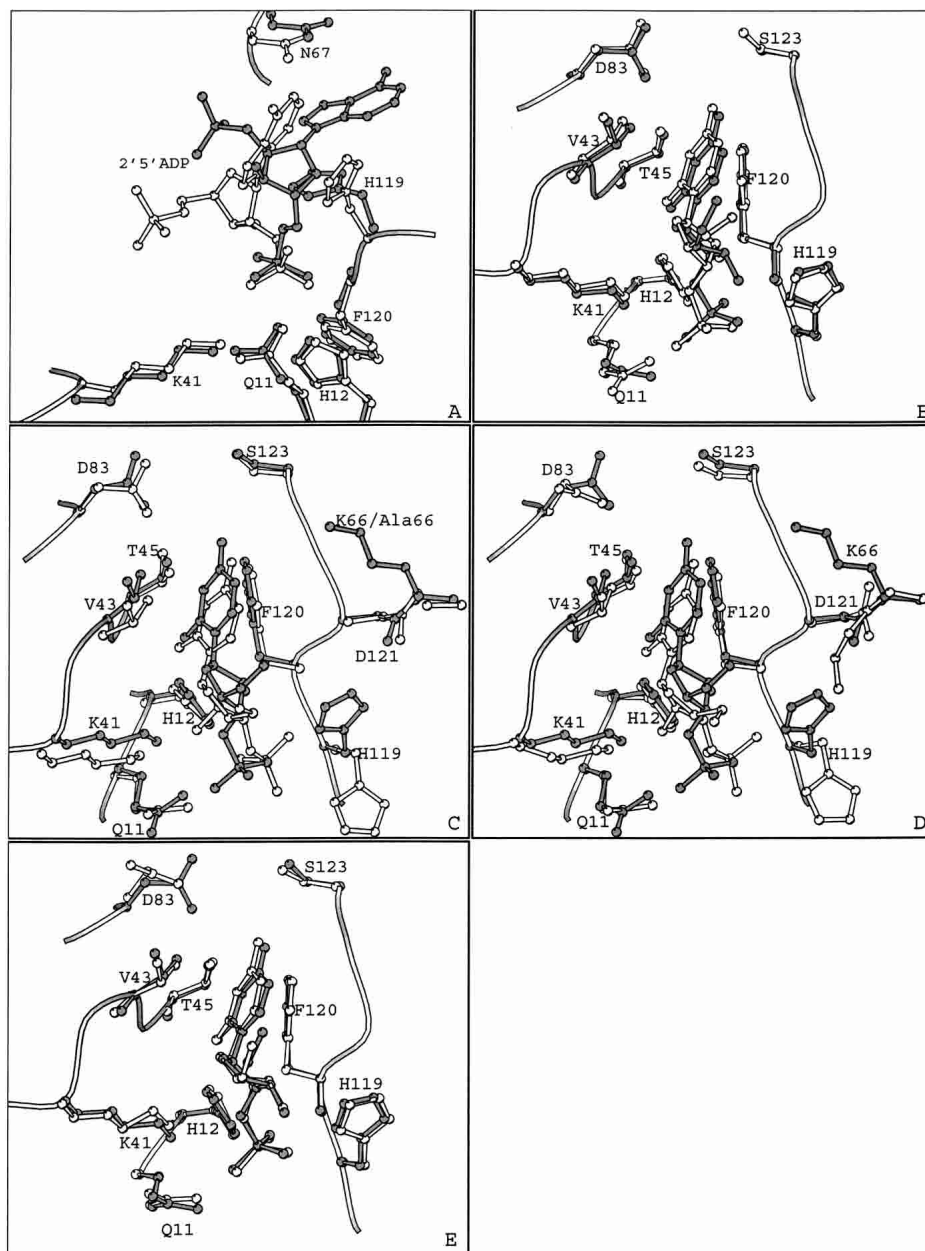 N67
2'5'ADP
H119
F120
K41
Q11
H12
A
S123
D83
V43
T45
F120
H119
K41
H12
Q11
B
S123
D83
K66/Ala66
T45
V43
F120
D121
K41
H12
H119
Q11
C
S123
D83
K66
T45
V43
F120
D121
K41
H12
H119
Q11
D
S123
D83
V43
T45
F120
H119
K41
H12
Q11
E